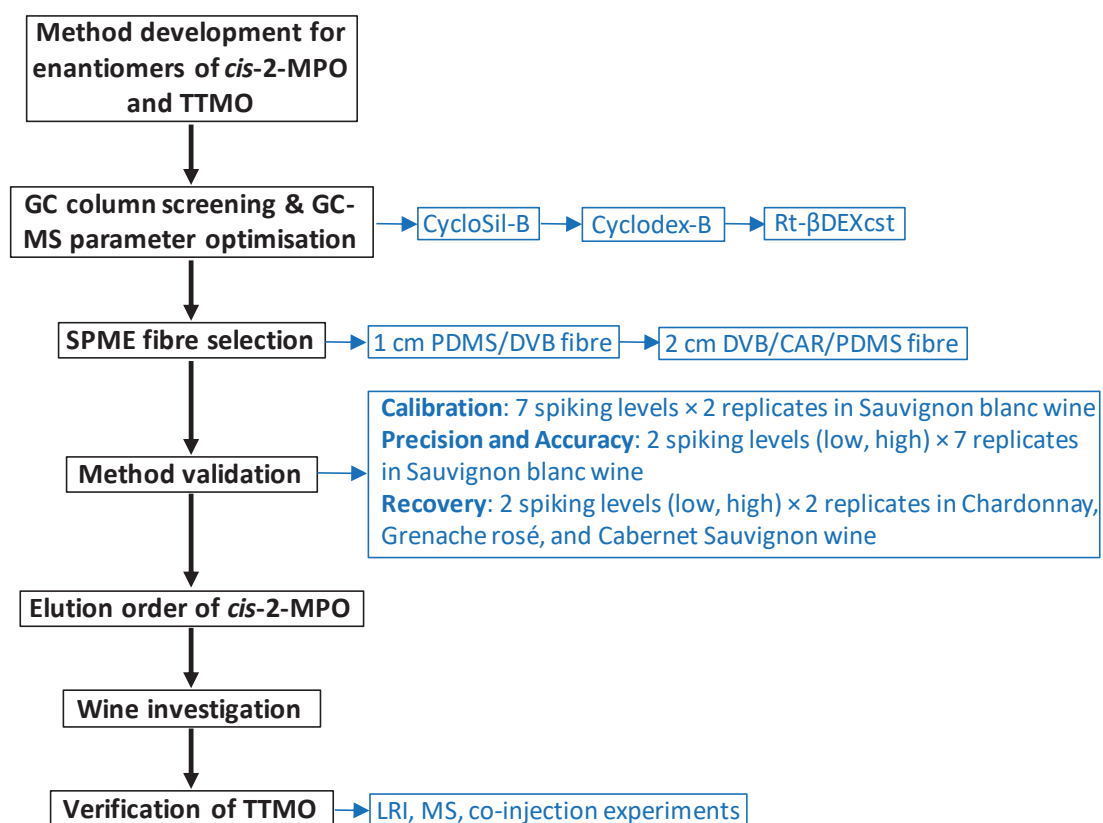 Method development for
enantiomers of cis-2-MPO
and TTMO
GC column screening & GC-
MS parameter optimisation
CycloSil-B
Cyclodex-B
Rt-βDEXcst
SPME fibre selection
1 cm PDMS/DVB fibre
2 cm DVB/CAR/PDMS fibre
Method validation
Calibration: 7 spiking levels × 2 replicates in Sauvignon blanc wine
Precision and Accuracy: 2 spiking levels (low, high) × 7 replicates
in Sauvignon blanc wine
Recovery: 2 spiking levels (low, high) × 2 replicates in Chardonnay,
Grenache rosé, and Cabernet Sauvignon wine
Elution order of cis-2-MPO
Wine investigation
Verification of TTMO
LRI, MS, co-injection experiments